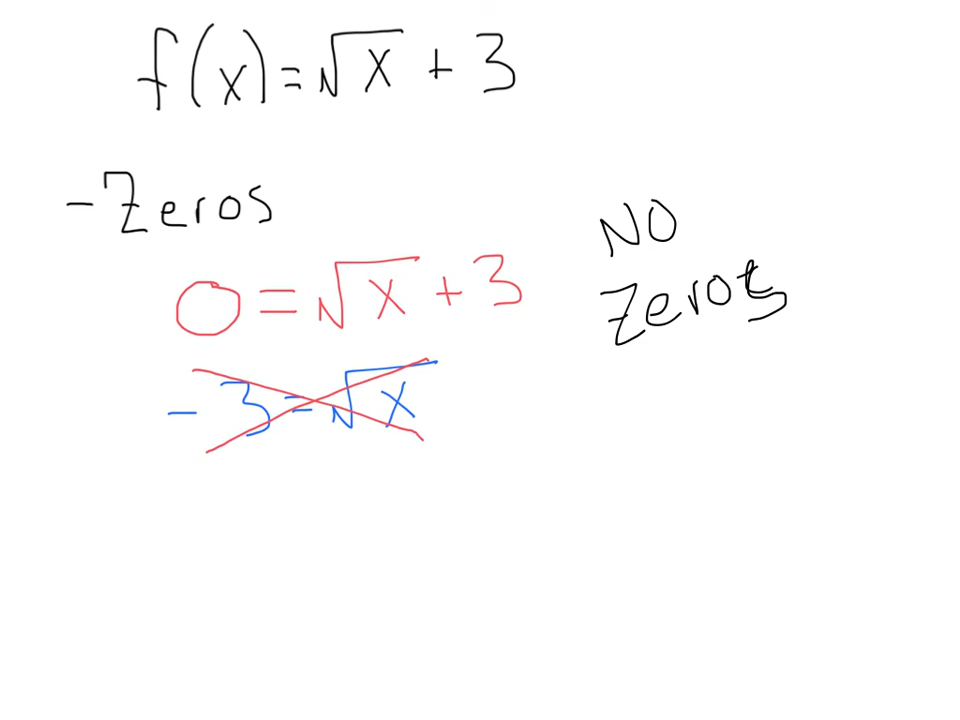 f(x) = √x + 3
- Zeros
0 = √x + 3
- 3 = √x
NO
Zeros